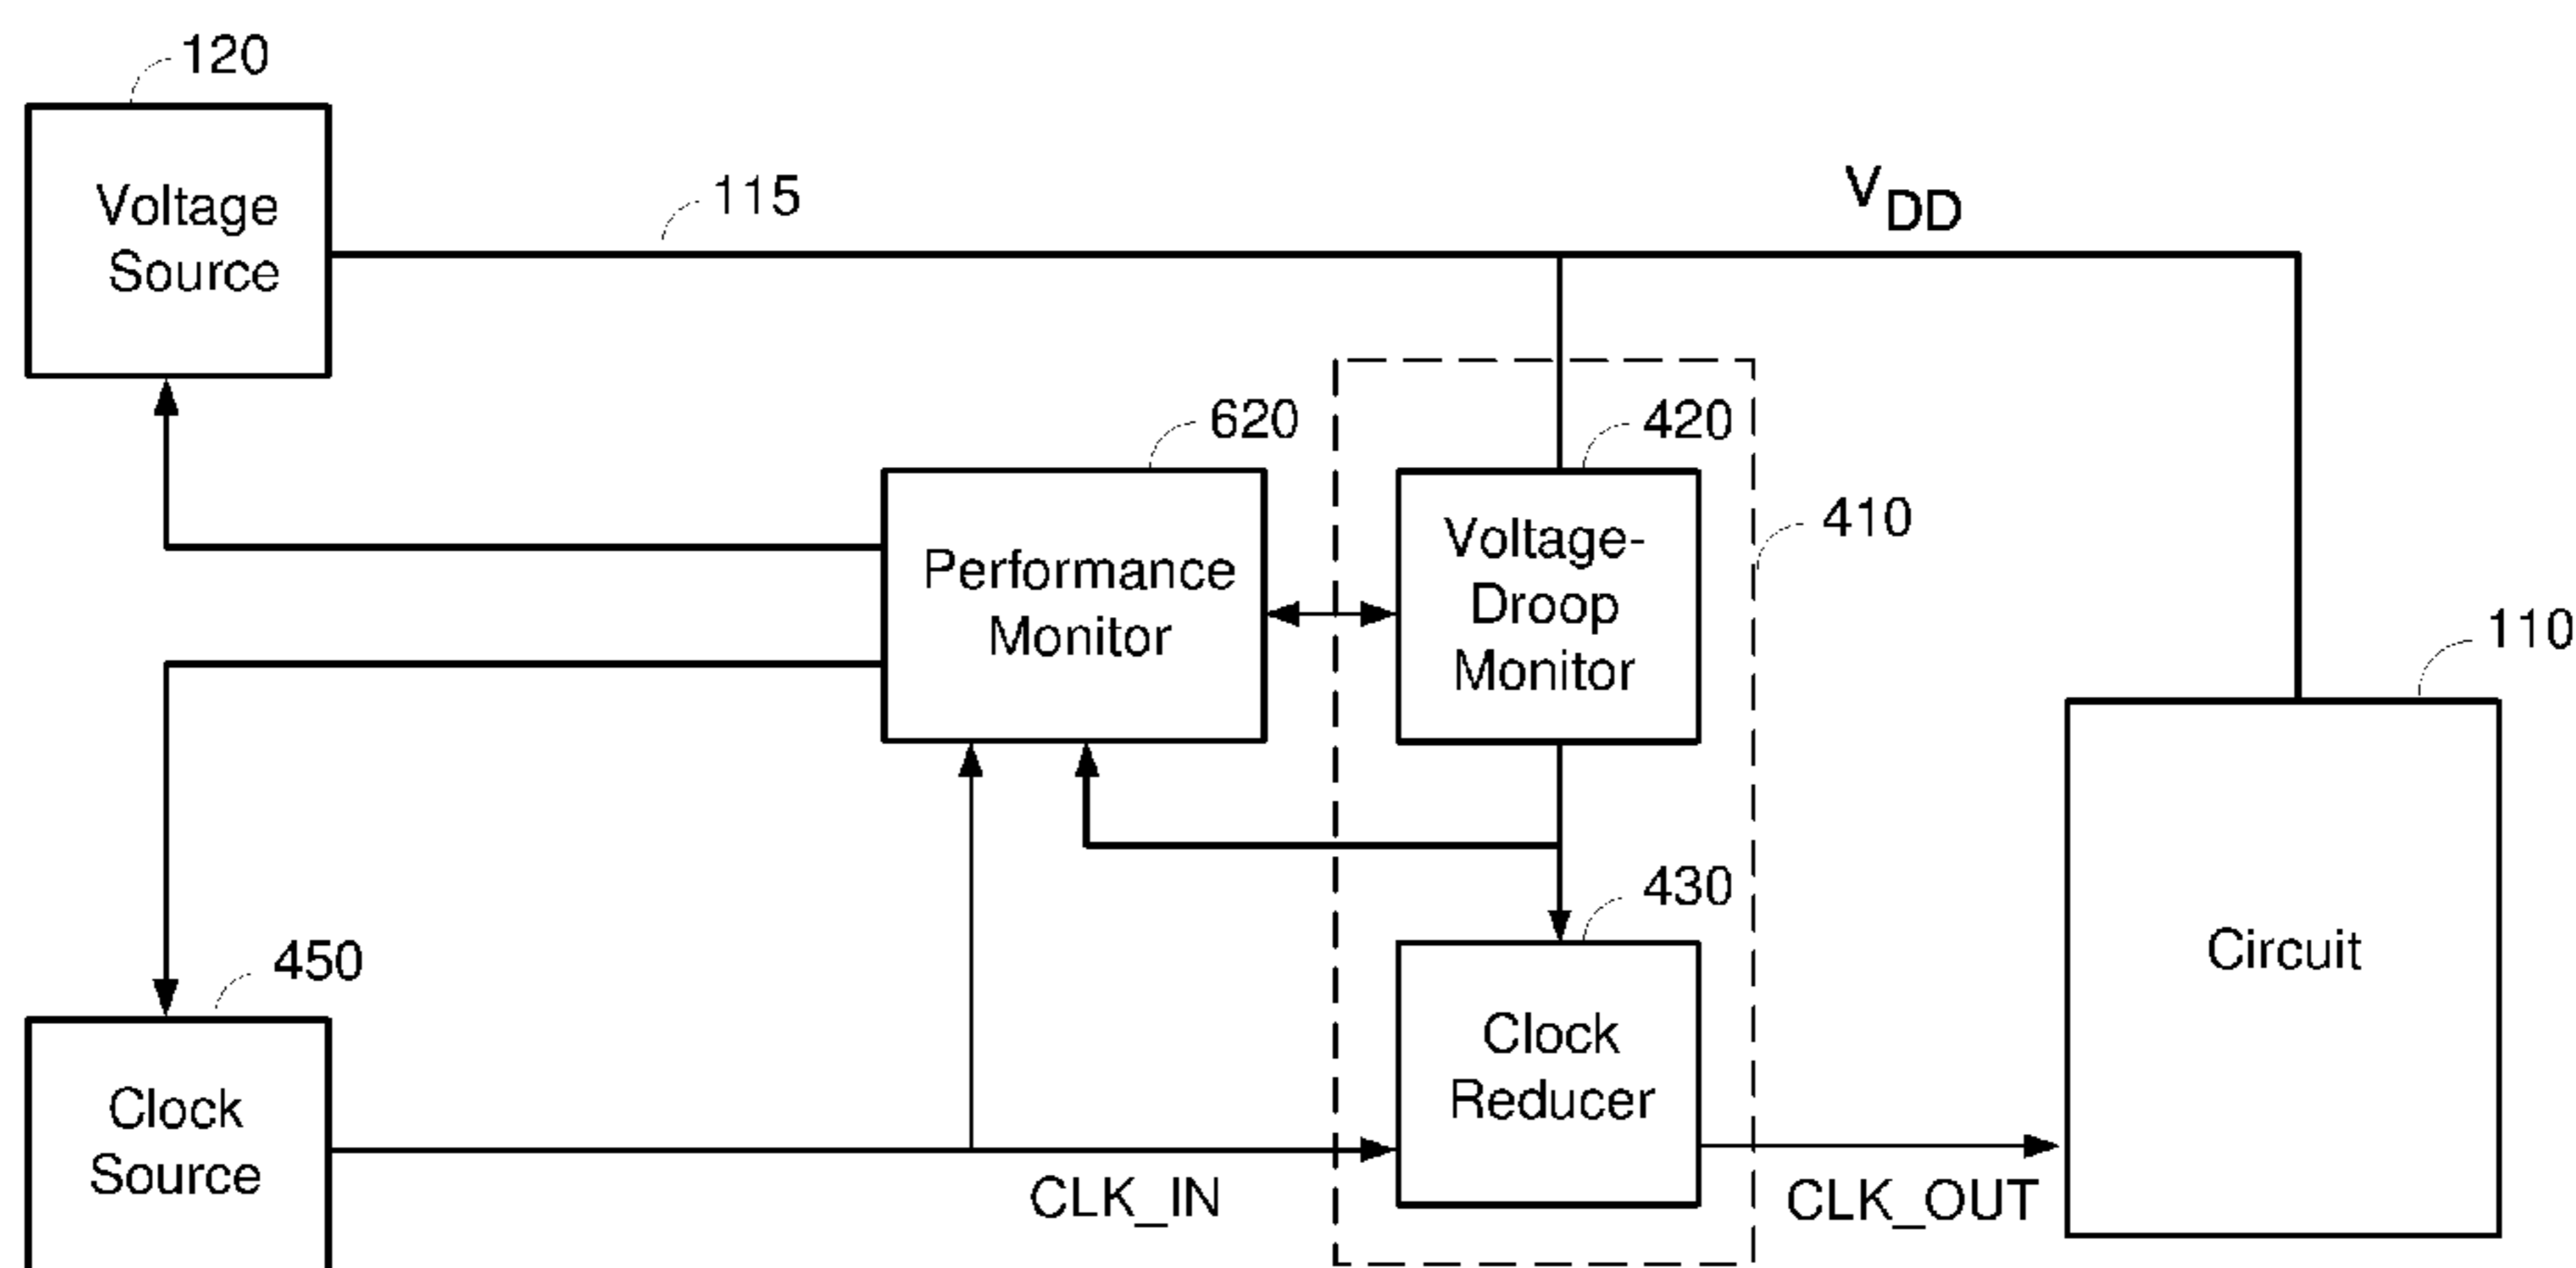 120
Voltage
Source
115
VDD
620
420
410
Performance
Monitor
Voltage-
Droop
Monitor
110
450
430
Clock
Source
Clock
Reducer
Circuit
CLK_IN
CLK_OUT